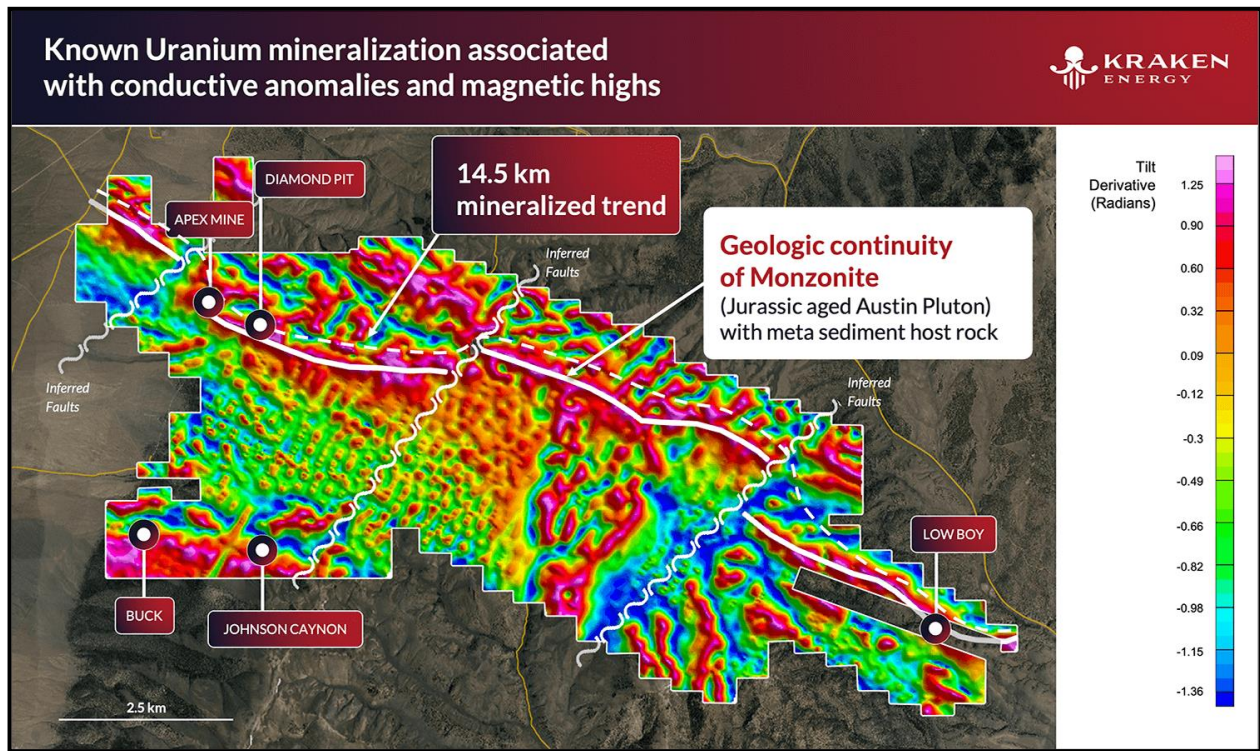 Known Uranium mineralization associated
with conductive anomalies and magnetic highs
KRAKEN
ENERGY
DIAMOND PIT
APEX MINE
14.5 km
mineralized trend
Geologic continuity
of Monzonite
(Jurassic aged Austin Pluton)
with meta sediment host rock
Inferred
Faults
Inferred
Faults
Inferred
Faults
LOW BOY
BUCK
JOHNSON CAYNON
2.5 km
Tilt
Derivative
(Radians)
1.25
0.90
0.60
0.32
0.09
-0.12
-0.3
-0.49
-0.66
-0.82
-0.98
-1.15
-1.36